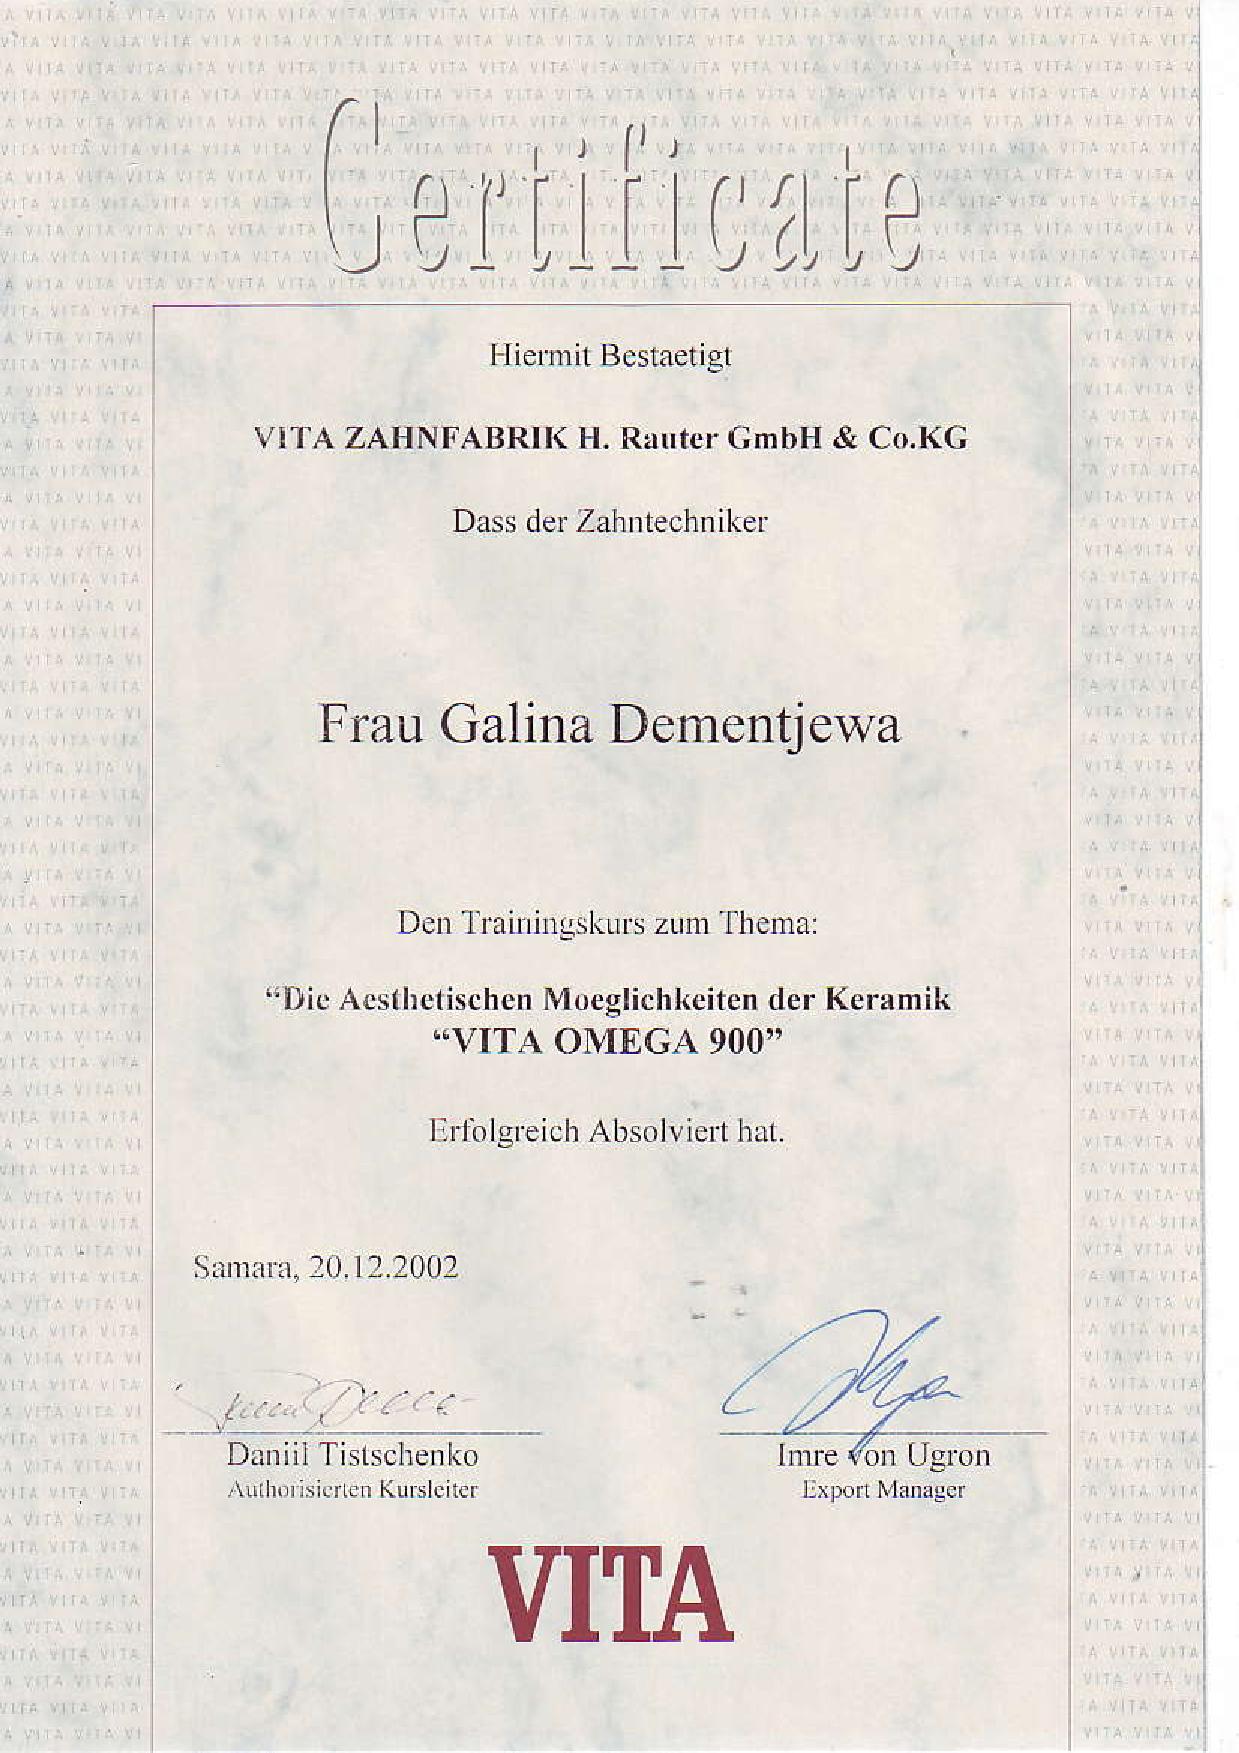 Certificate
Hiermit Bestaetigt
VITA ZAHNFABRIK H. Rauter GmbH & Co.KG
Dass der Zahntechniker
Frau Galina Dementjewa
Den Trainingskurs zum Thema:
“Die Aesthetischen Moeglichkeiten der Keramik
“VITA OMEGA 900”
Erfolgreich Absolviert hat.
Samara, 20.12.2002
Daniil Tistschenko
Authorisierten Kursleiter
Imre von Ugron
Export Manager
VITA